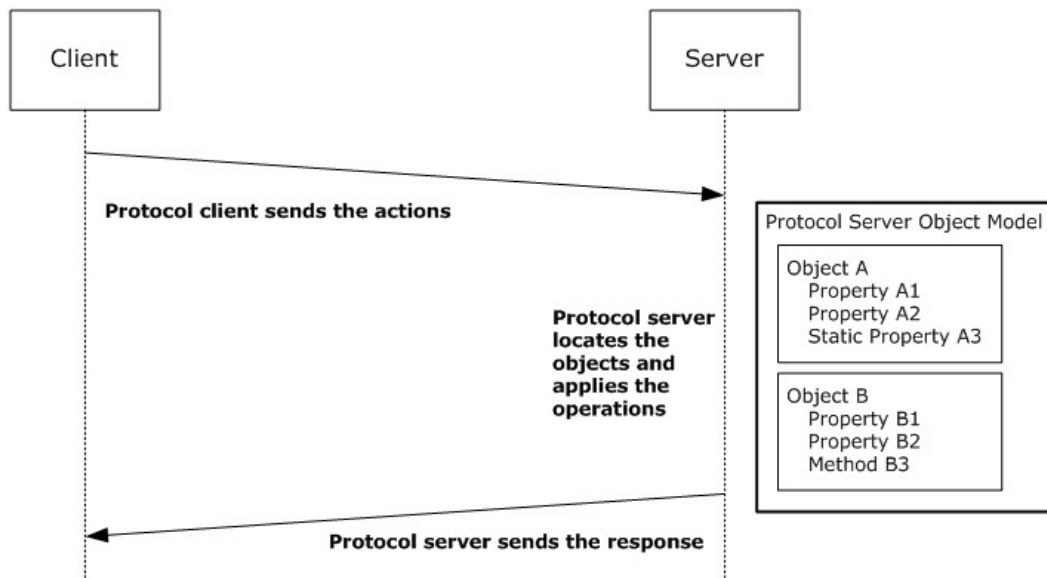 Client
Server
Protocol client sends the actions
Protocol Server Object Model
Object A
Property A1
Property A2
Static Property A3
Protocol server
locates the
objects and
applies the
operations
Object B
Property B1
Property B2
Method B3
Protocol server sends the response